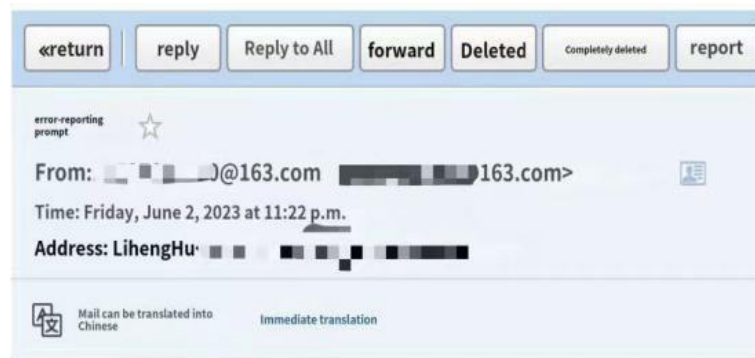 «return reply Reply to All forward Deleted Completely deleted report
error-reporting
prompt
From: 0@163.com 163.com>
Time: Friday, June 2, 2023 at 11:22 p.m.
Address: LihengHu
Mail can be translated into
Chinese
Immediate translation